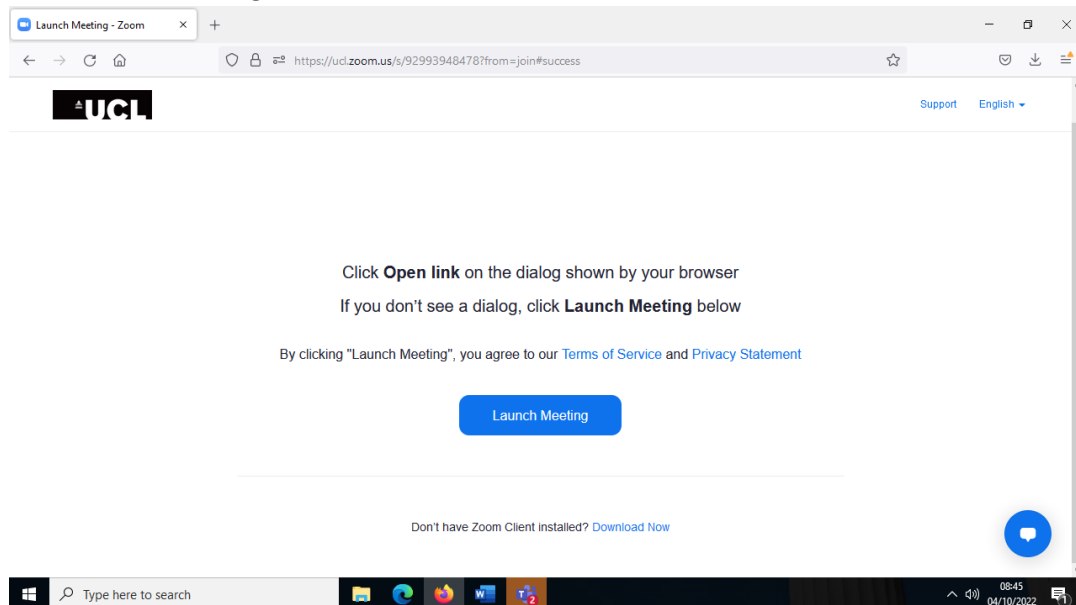 Launch Meeting - Zoom
https://ucl.zoom.us/s/92993948478?from=join#success
UCL
Support English
Click Open link on the dialog shown by your browser
If you don't see a dialog, click Launch Meeting below
By clicking "Launch Meeting", you agree to our Terms of Service and Privacy Statement
Launch Meeting
Don't have Zoom Client installed? Download Now
Type here to search
2
08:45
04/10/2022
1